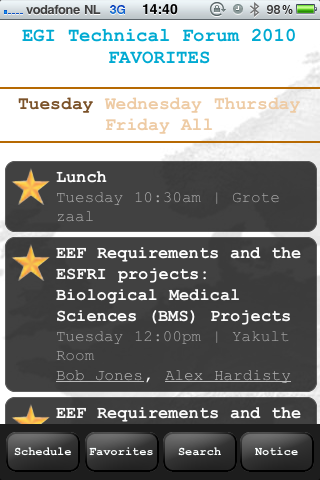 vodafone NL 3G 14:40 98%
EGI Technical Forum 2010
FAVORITES
Tuesday Wednesday Thursday
Friday All
Lunch
Tuesday 10:30am | Grote
zaal
EEF Requirements and the
ESFRI projects:
Biological Medical
Sciences (BMS) Projects
Tuesday 12:00pm | Yakult
Room
Bob Jones, Alex Hardisty
EEF Requirements and the
Schedule Favorites Search Notice